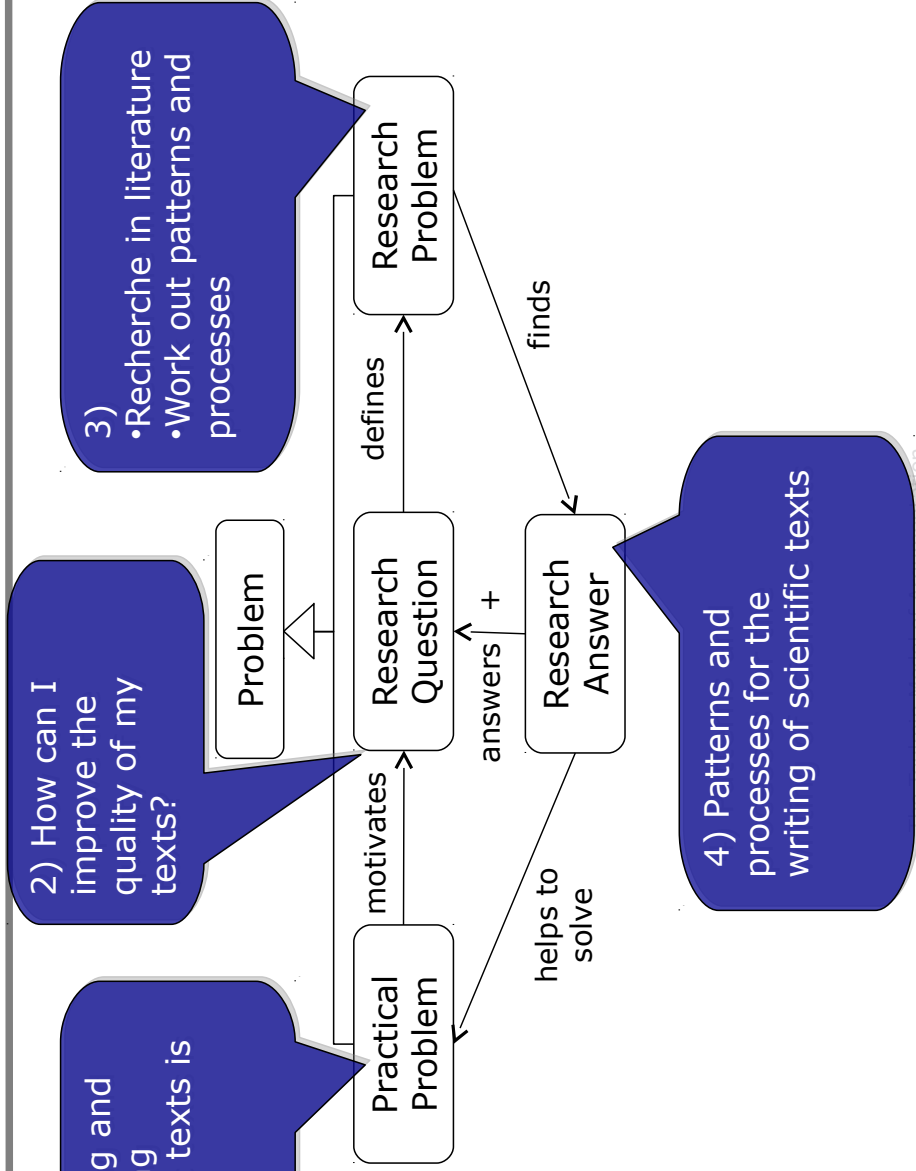 g and
g
texts is
2) How can I
improve the
quality of my
texts?
3)
•Recherche in literature
•Work out patterns and
processes
Problem
Practical
Problem
motivates
Research
Question
defines
Research
Problem
helps to
solve
answers +
finds
Research
Answer
4) Patterns and
processes for the
writing of scientific texts